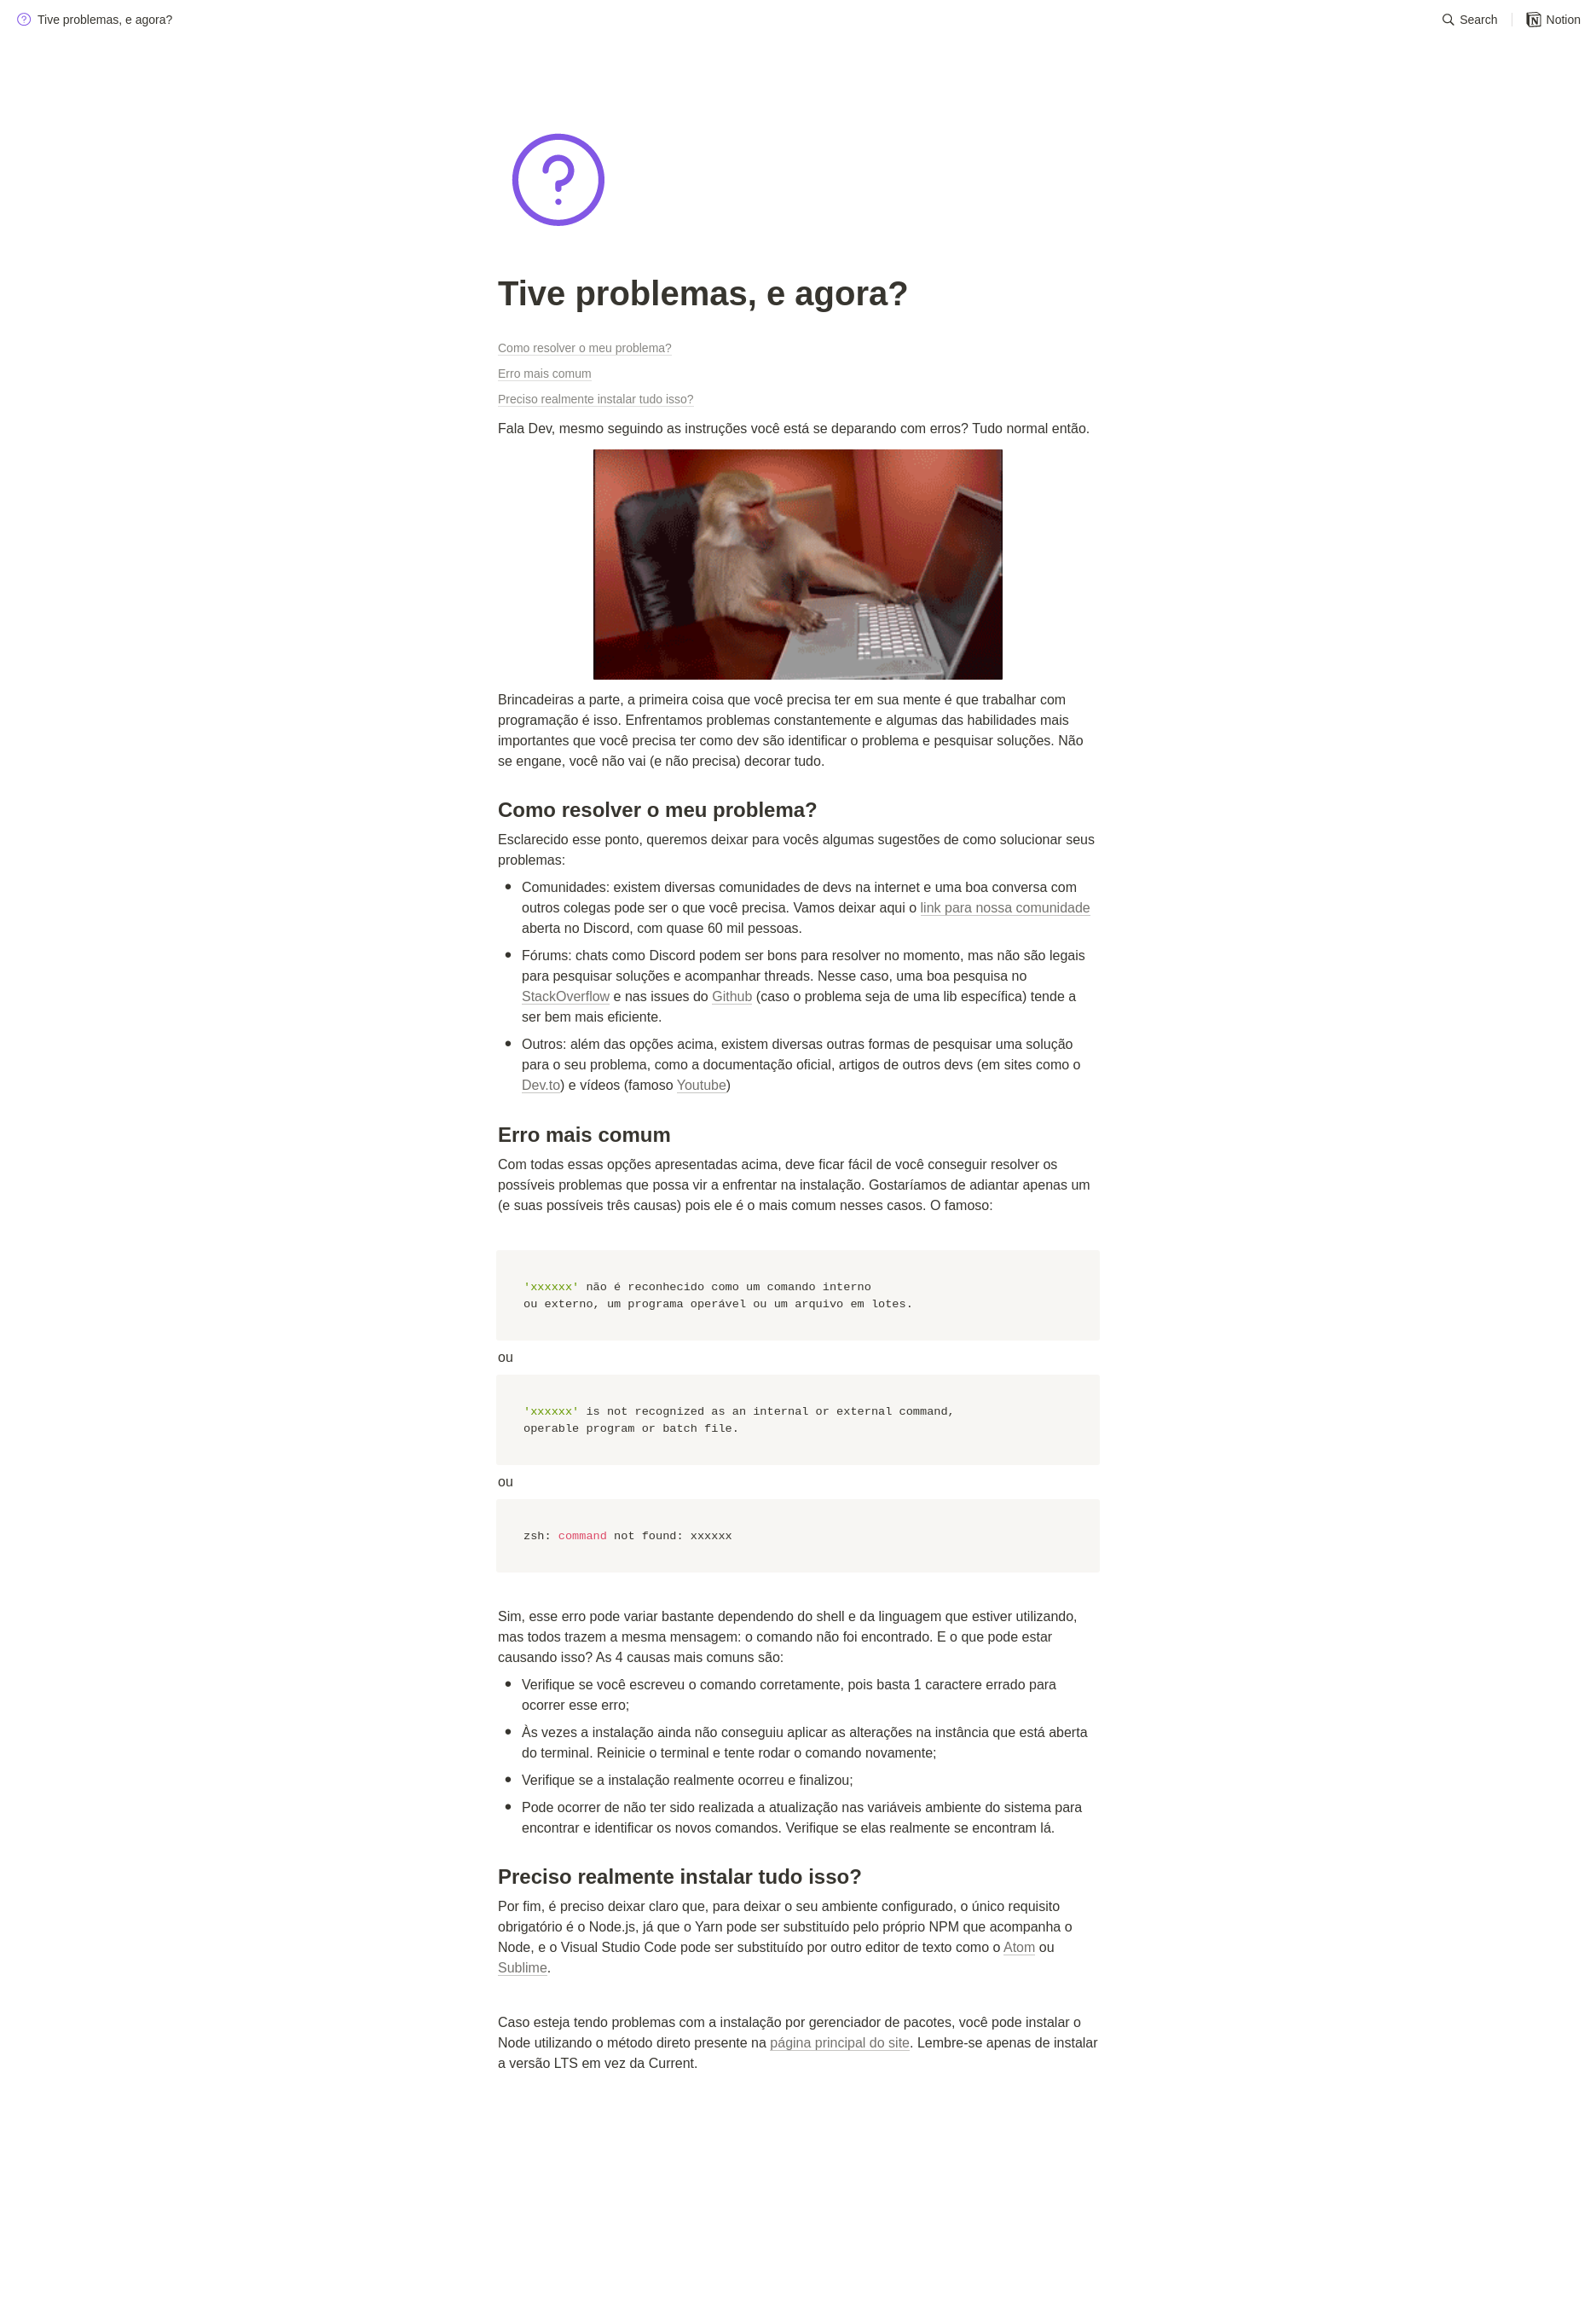 Tive problemas, e agora?
Search
Notion
Tive problemas, e agora?
Como resolver o meu problema?
Erro mais comum
Preciso realmente instalar tudo isso?
Fala Dev, mesmo seguindo as instruções você está se deparando com erros? Tudo normal então.
Brincadeiras a parte, a primeira coisa que você precisa ter em sua mente é que trabalhar com
programação é isso. Enfrentamos problemas constantemente e algumas das habilidades mais
importantes que você precisa ter como dev são identificar o problema e pesquisar soluções. Não
se engane, você não vai (e não precisa) decorar tudo.
Como resolver o meu problema?
Esclarecido esse ponto, queremos deixar para vocês algumas sugestões de como solucionar seus
problemas:
• Comunidades: existem diversas comunidades de devs na internet e uma boa conversa com
outros colegas pode ser o que você precisa. Vamos deixar aqui o link para nossa comunidade
aberta no Discord, com quase 60 mil pessoas.
• Fórums: chats como Discord podem ser bons para resolver no momento, mas não são legais
para pesquisar soluções e acompanhar threads. Nesse caso, uma boa pesquisa no
StackOverflow e nas issues do Github (caso o problema seja de uma lib específica) tende a
ser bem mais eficiente.
• Outros: além das opções acima, existem diversas outras formas de pesquisar uma solução
para o seu problema, como a documentação oficial, artigos de outros devs (em sites como o
Dev.to) e vídeos (famoso Youtube)
Erro mais comum
Com todas essas opções apresentadas acima, deve ficar fácil de você conseguir resolver os
possíveis problemas que possa vir a enfrentar na instalação. Gostaríamos de adiantar apenas um
(e suas possíveis três causas) pois ele é o mais comum nesses casos. O famoso:
'xxxxxx' não é reconhecido como um comando interno
ou externo, um programa operável ou um arquivo em lotes.
ou
'xxxxxx' is not recognized as an internal or external command,
operable program or batch file.
ou
zsh: command not found: xxxxxx
Sim, esse erro pode variar bastante dependendo do shell e da linguagem que estiver utilizando,
mas todos trazem a mesma mensagem: o comando não foi encontrado. E o que pode estar
causando isso? As 4 causas mais comuns são:
• Verifique se você escreveu o comando corretamente, pois basta 1 caractere errado para
ocorrer esse erro;
• Às vezes a instalação ainda não conseguiu aplicar as alterações na instância que está aberta
do terminal. Reinicie o terminal e tente rodar o comando novamente;
• Verifique se a instalação realmente ocorreu e finalizou;
• Pode ocorrer de não ter sido realizada a atualização nas variáveis ambiente do sistema para
encontrar e identificar os novos comandos. Verifique se elas realmente se encontram lá.
Preciso realmente instalar tudo isso?
Por fim, é preciso deixar claro que, para deixar o seu ambiente configurado, o único requisito
obrigatório é o Node.js, já que o Yarn pode ser substituído pelo próprio NPM que acompanha o
Node, e o Visual Studio Code pode ser substituído por outro editor de texto como o Atom ou
Sublime.
Caso esteja tendo problemas com a instalação por gerenciador de pacotes, você pode instalar o
Node utilizando o método direto presente na página principal do site. Lembre-se apenas de instalar
a versão LTS em vez da Current.